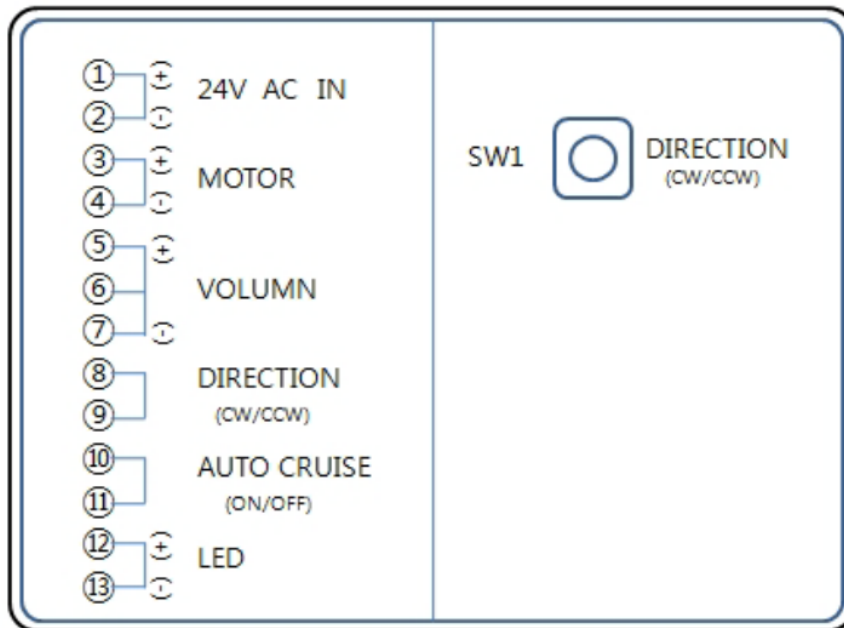 ① (+) 24V AC IN
② (-)
③ (+) MOTOR
④ (-)
⑤ (+)
⑥ VOLUMN
⑦ (-)
⑧ DIRECTION
⑨ (CW/CCW)
⑩ AUTO CRUISE
⑪ (ON/OFF)
⑫ (+) LED
⑬ (-)
SW1 DIRECTION
(CW/CCW)